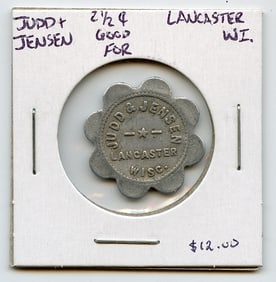 JUDD + JENSEN
2 1/2 ¢ GOOD FOR
LANCASTER WI.
JUDD & JENSEN
LANCASTER
WISC.
$12.00